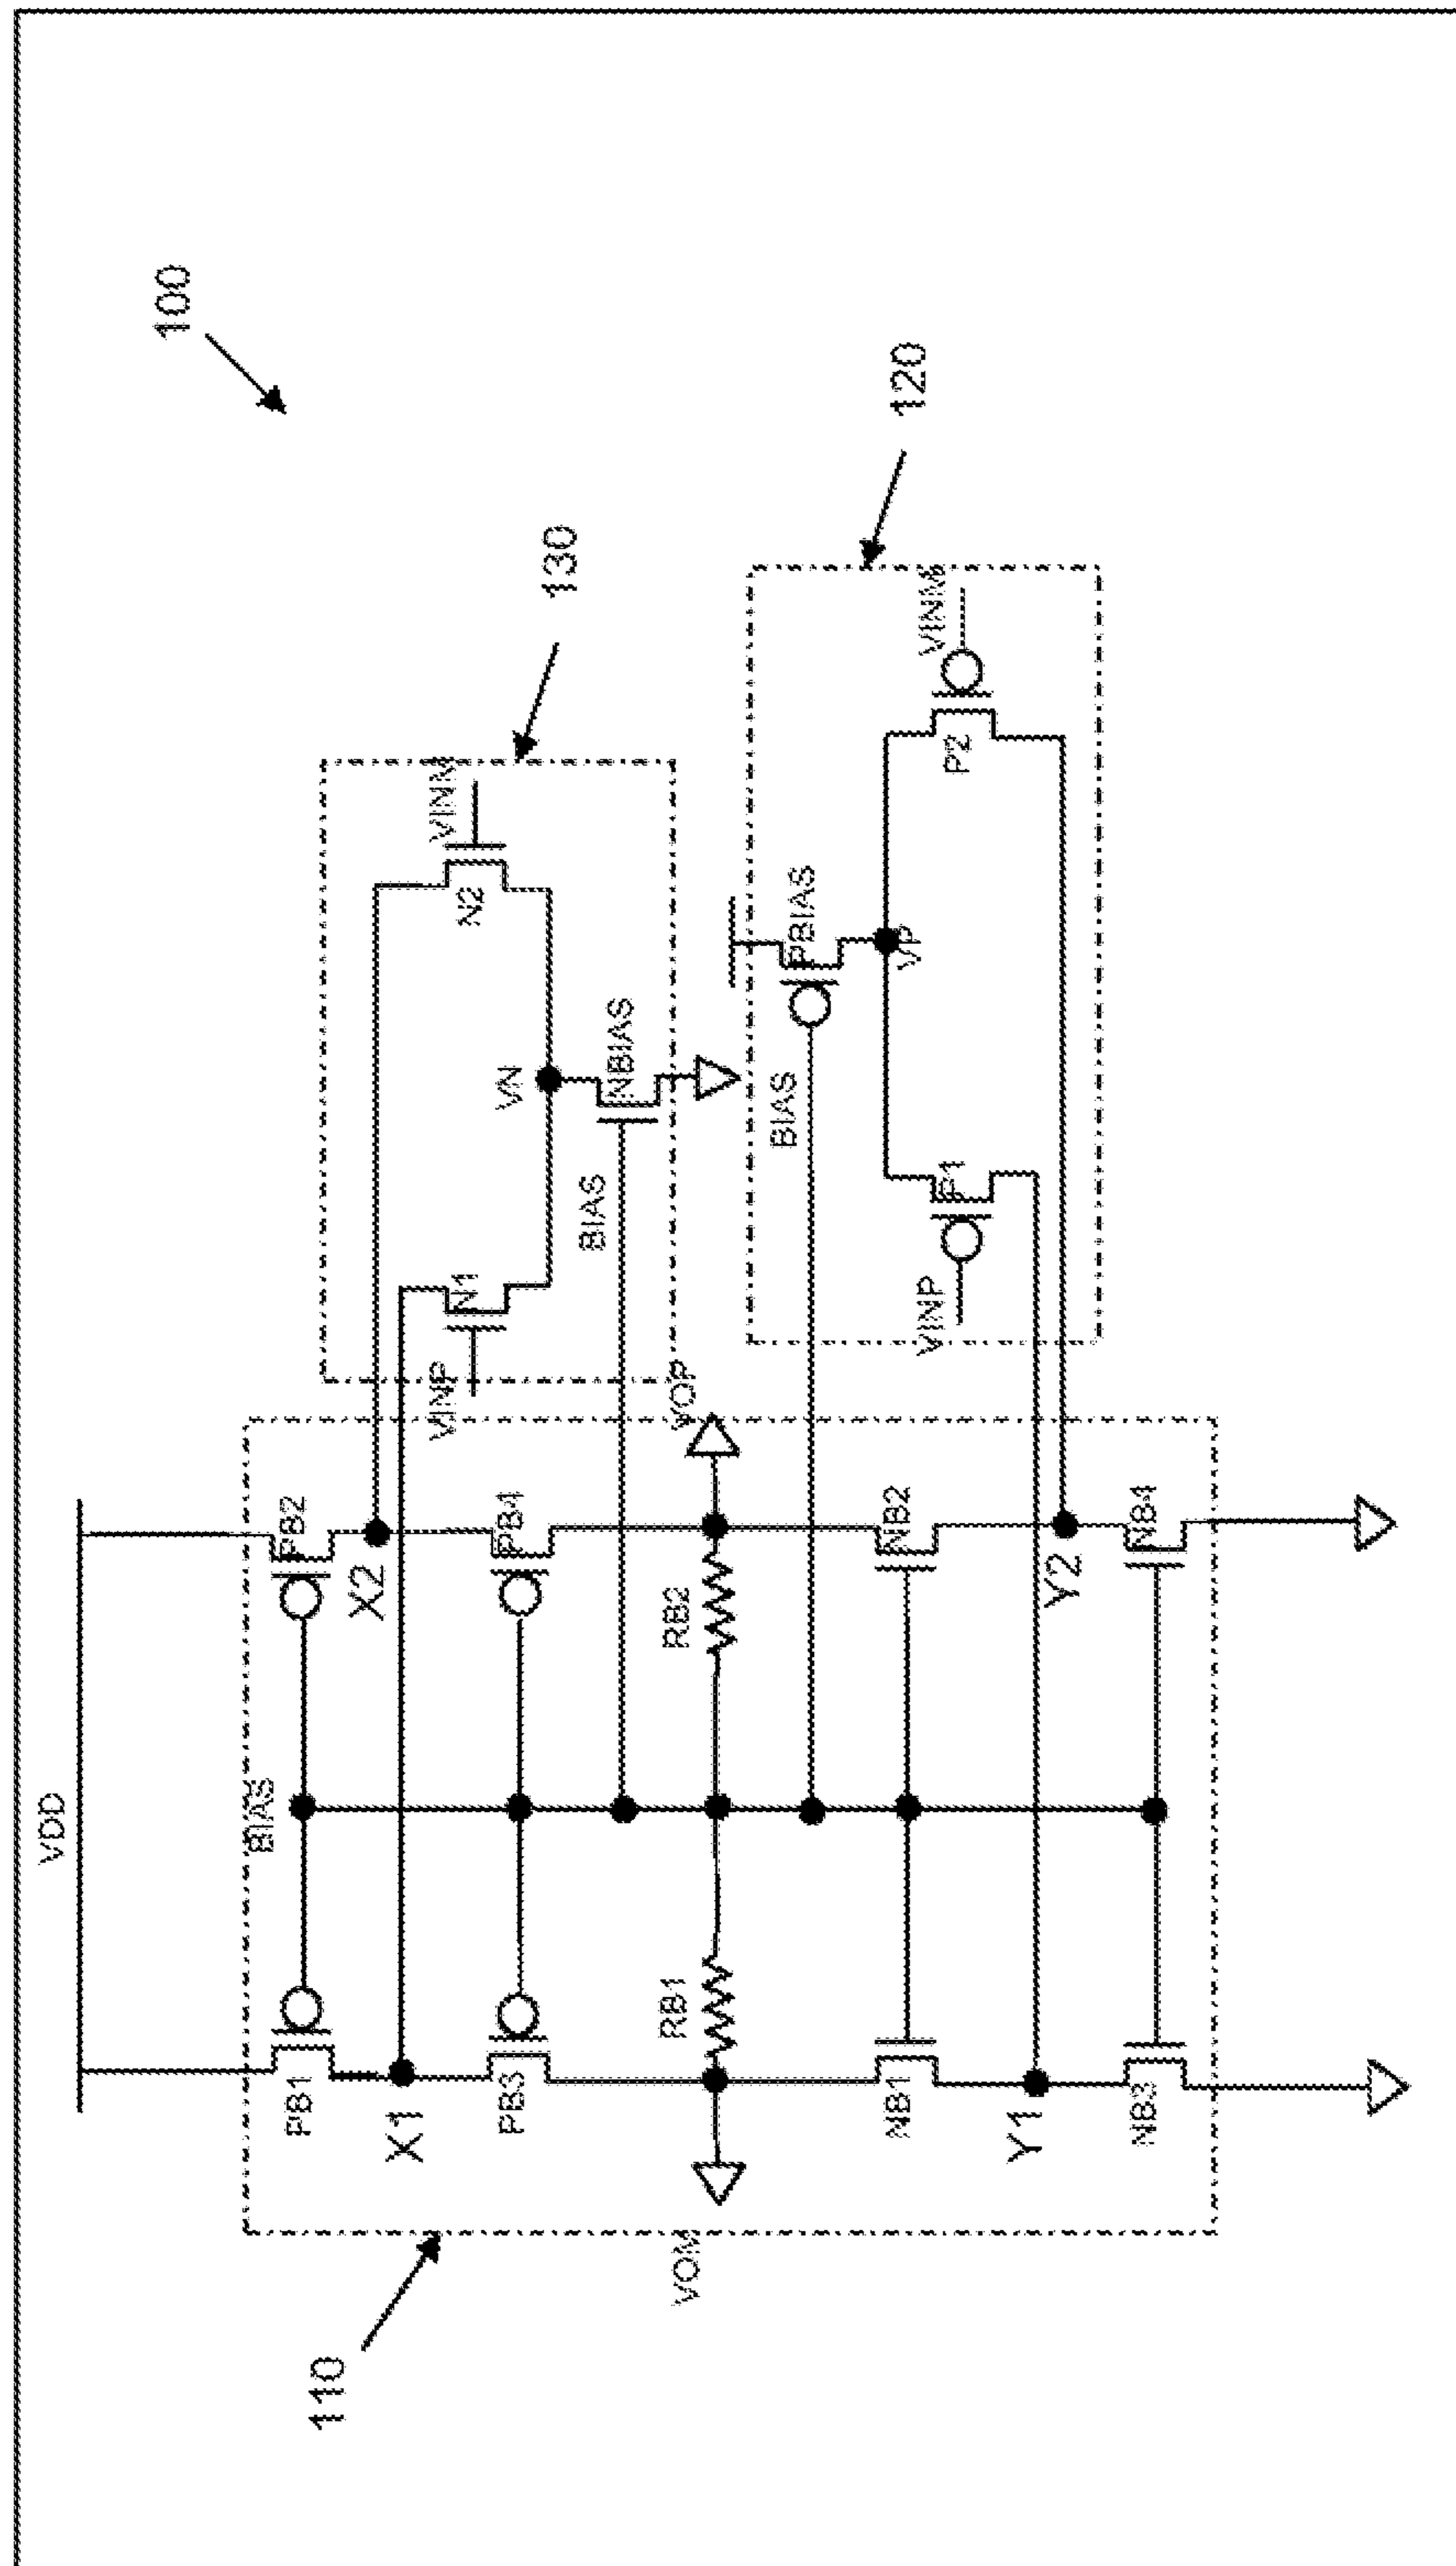 VDD
100
110
130
120
BIAS
PB1
PB2
X1
X2
PB3
PB4
RB1
RB2
VOM
VOP
NB1
NB2
Y1
Y2
NB3
NB4
VINP
N1
N2
VINM
VN
BIAS
NBIAS
BIAS
PBIAS
VP
VINP
P1
P2
VINM